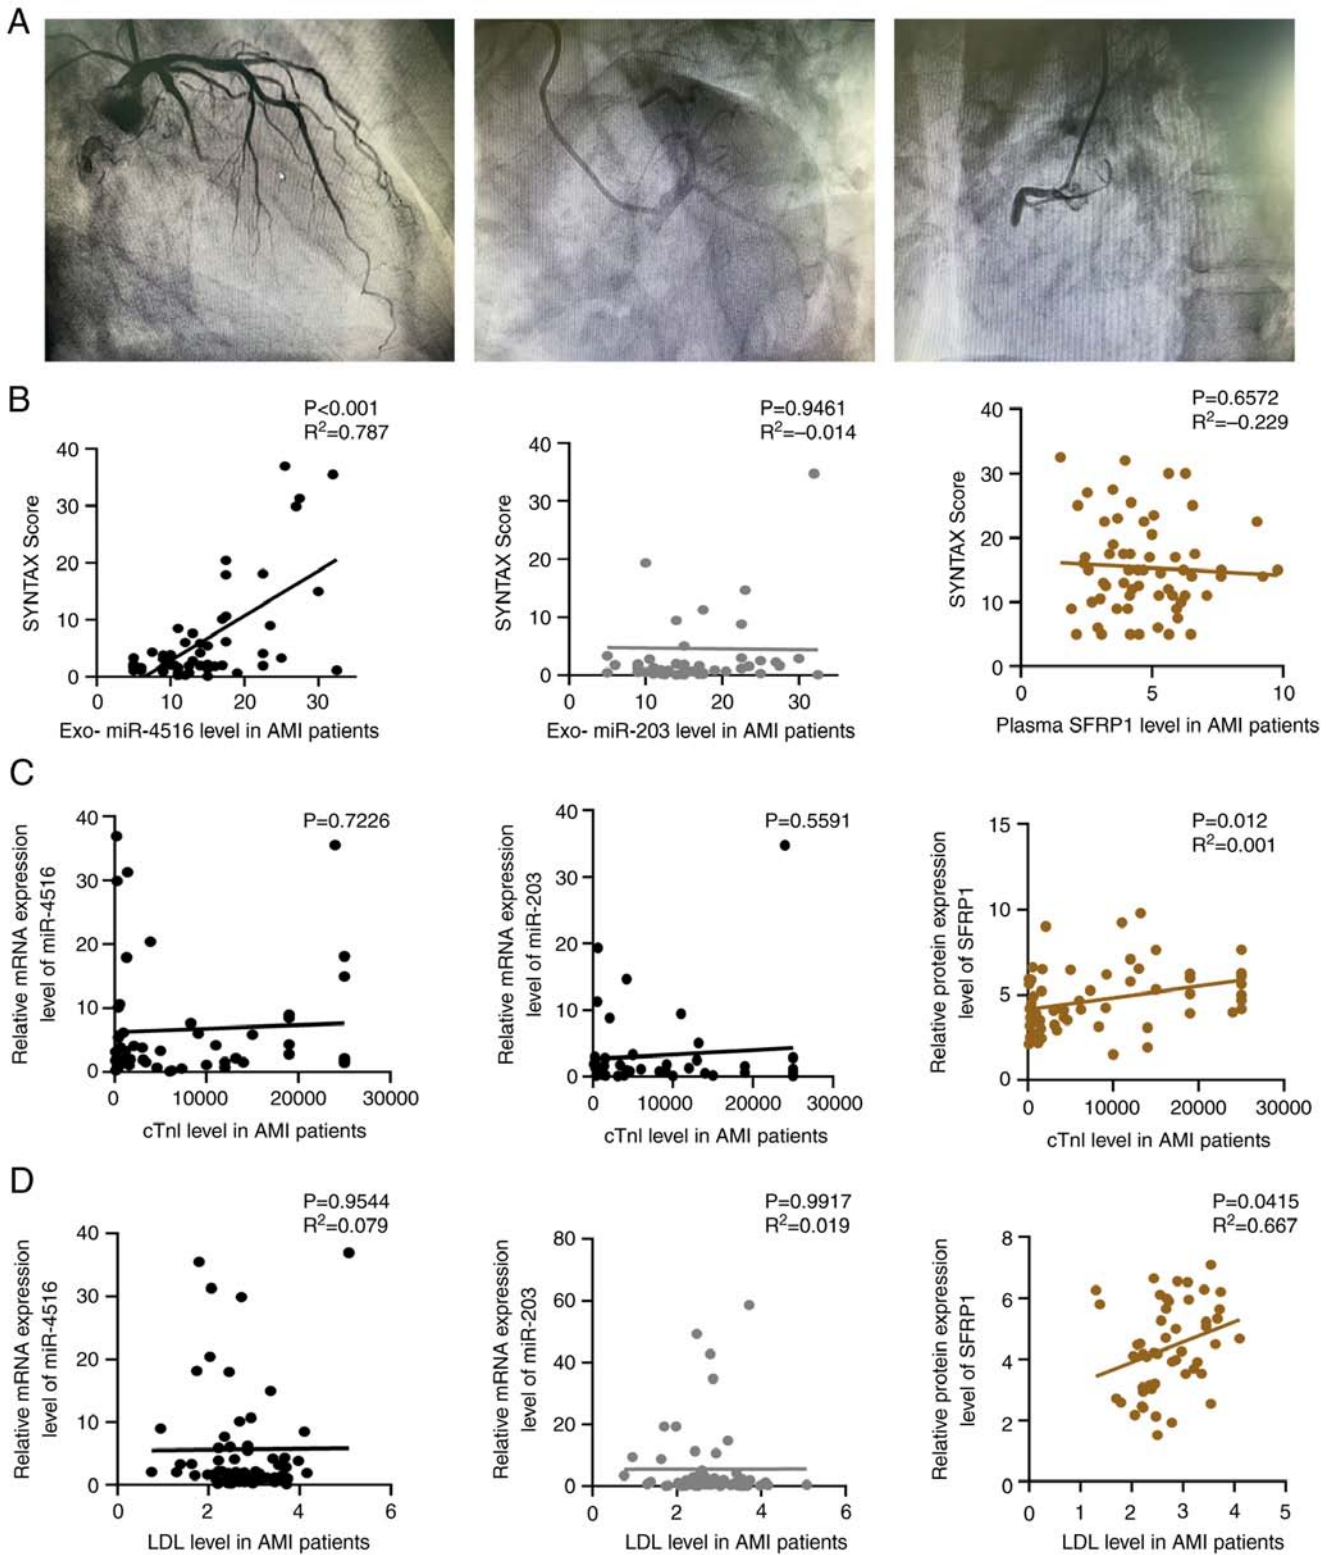 A
B
P<0.001
R²=0.787
40
30
20
10
0
SYNTAX Score
0
10
20
30
Exo- miR-4516 level in AMI patients
P=0.9461
R²=–0.014
40
30
20
10
0
SYNTAX Score
0
10
20
30
Exo- miR-203 level in AMI patients
P=0.6572
R²=–0.229
40
30
20
10
0
SYNTAX Score
0
5
10
Plasma SFRP1 level in AMI patients
C
P=0.7226
40
30
20
10
0
Relative mRNA expression
level of miR-4516
0
10000
20000
30000
cTnI level in AMI patients
P=0.5591
40
30
20
10
0
Relative mRNA expression
level of miR-203
0
10000
20000
30000
cTnI level in AMI patients
P=0.012
R²=0.001
15
10
5
0
Relative protein expression
level of SFRP1
0
10000
20000
30000
cTnI level in AMI patients
D
P=0.9544
R²=0.079
40
30
20
10
0
Relative mRNA expression
level of miR-4516
0
2
4
6
LDL level in AMI patients
P=0.9917
R²=0.019
80
60
40
20
0
Relative mRNA expression
level of miR-203
0
2
4
6
LDL level in AMI patients
P=0.0415
R²=0.667
8
6
4
2
0
Relative protein expression
level of SFRP1
0
1
2
3
4
5
LDL level in AMI patients